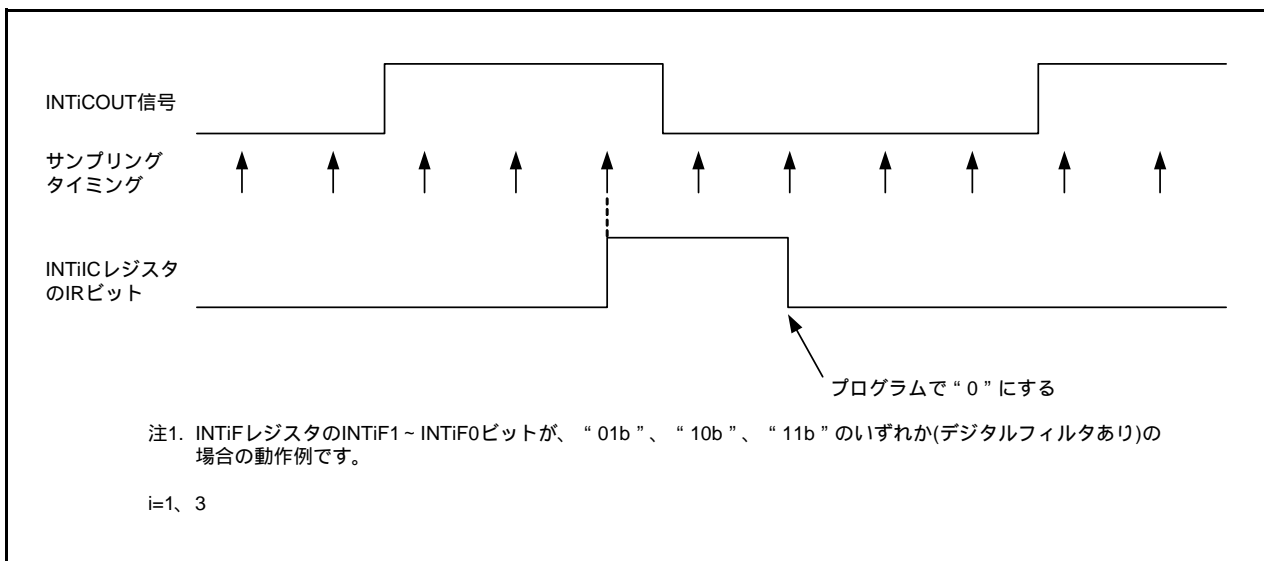 INTiCOUT信号
サンプリング
タイミング
INTiICレジスタ
のIRビット
プログラムで“0”にする
注1. INTiFレジスタのINTiF1~INTiF0ビットが、“01b”、“10b”、“11b”のいずれか(デジタルフィルタあり)の
場合の動作例です。
i=1、3